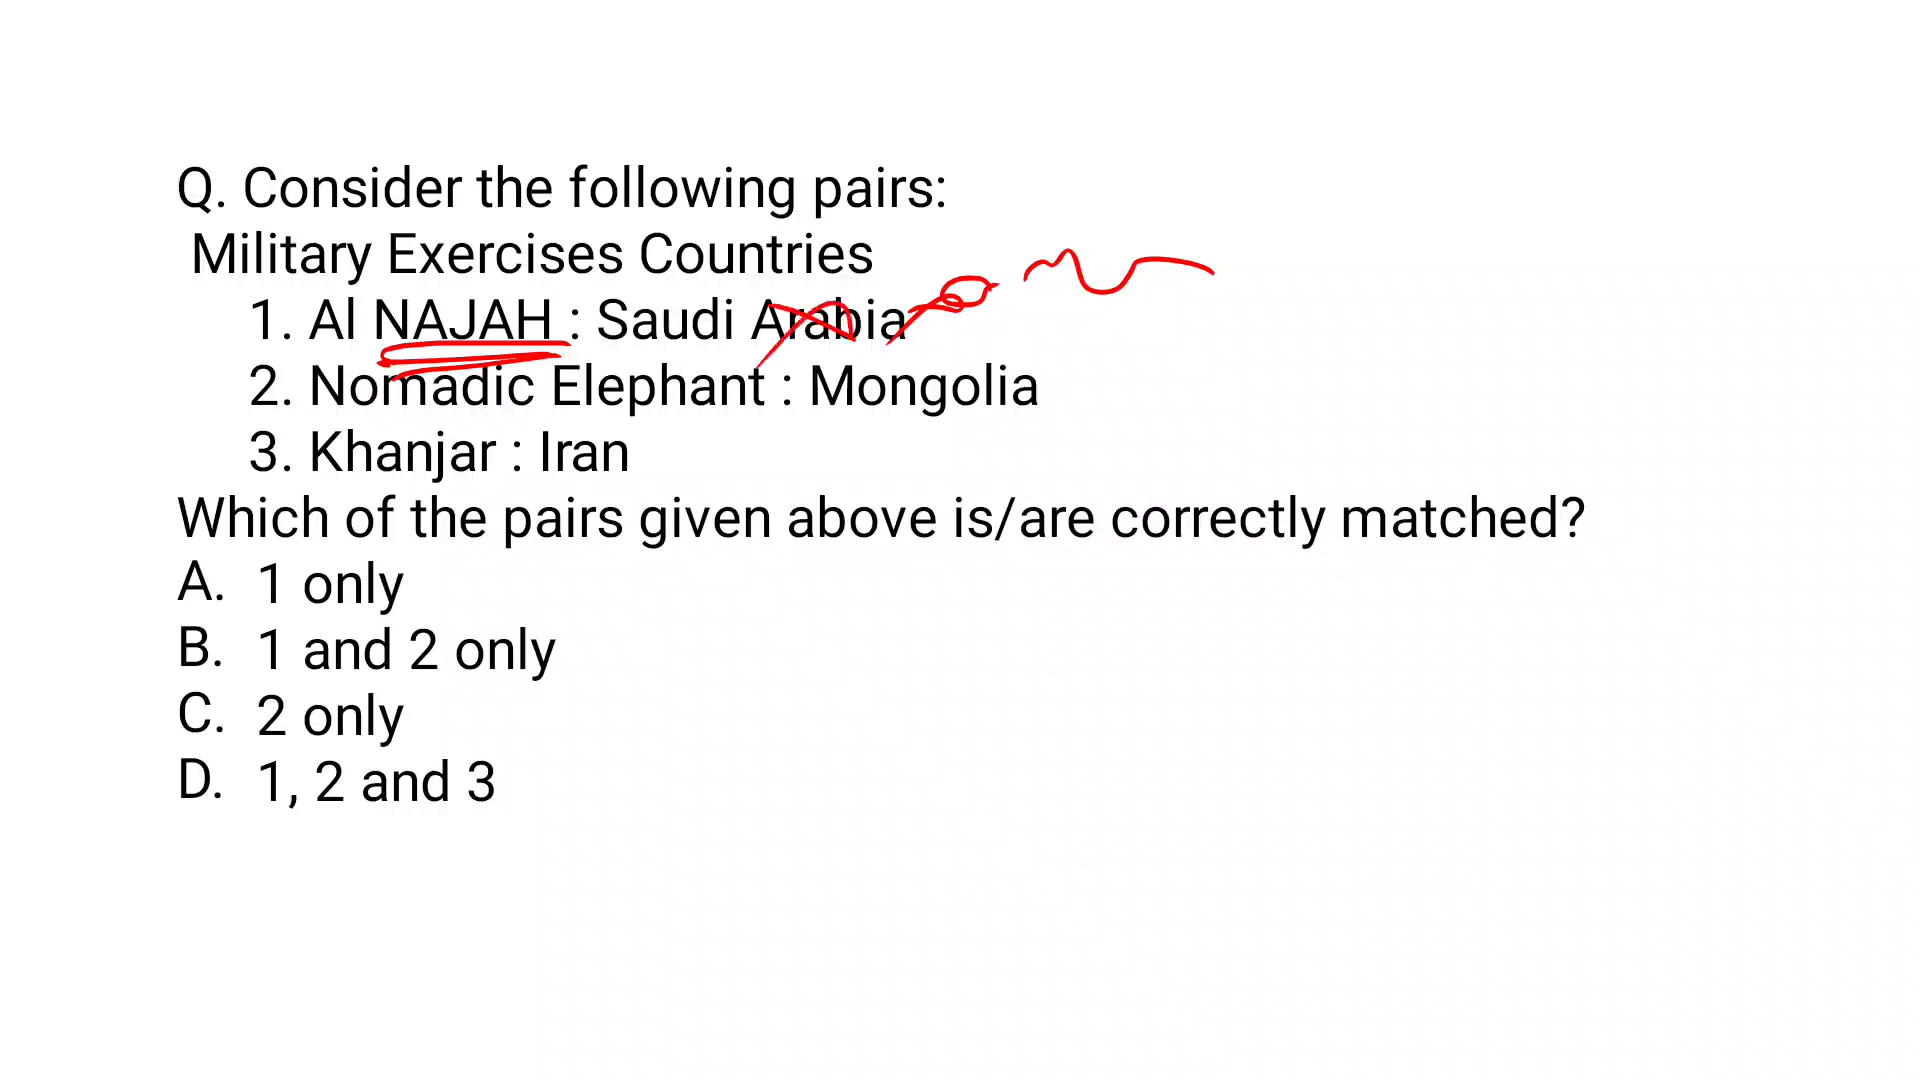 Q. Consider the following pairs:
Military Exercises Countries
1. Al NAJAH : Saudi Arabia
2. Nomadic Elephant : Mongolia
3. Khanjar : Iran
Which of the pairs given above is/are correctly matched?
A. 1 only
B. 1 and 2 only
C. 2 only
D. 1, 2 and 3